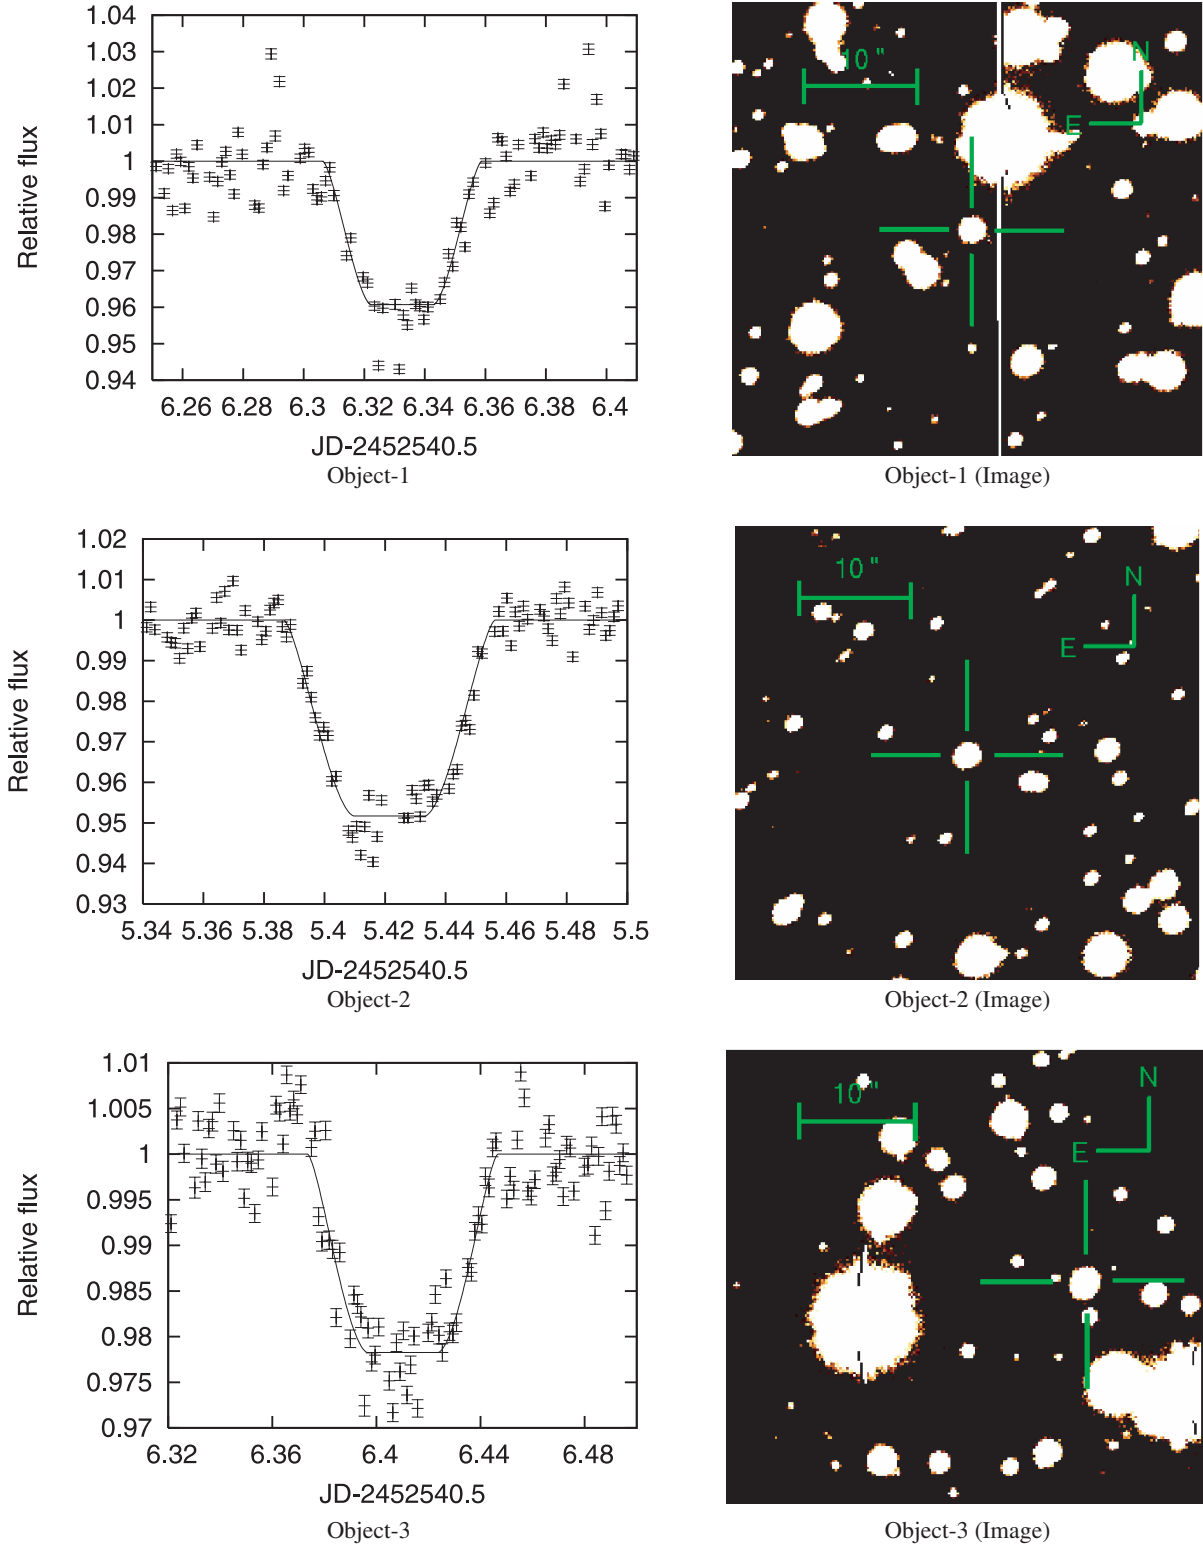 1.04
1.03
1.02
1.01
1
0.99
0.98
0.97
0.96
0.95
0.94
Relative flux
6.26 6.28 6.3 6.32 6.34 6.36 6.38 6.4
JD-2452540.5
Object-1
10 "
N
E
Object-1 (Image)
1.02
1.01
1
0.99
0.98
0.97
0.96
0.95
0.94
0.93
Relative flux
5.34 5.36 5.38 5.4 5.42 5.44 5.46 5.48 5.5
JD-2452540.5
Object-2
10 "
N
E
Object-2 (Image)
1.01
1.005
1
0.995
0.99
0.985
0.98
0.975
0.97
Relative flux
6.32 6.36 6.4 6.44 6.48
JD-2452540.5
Object-3
10 "
N
E
Object-3 (Image)